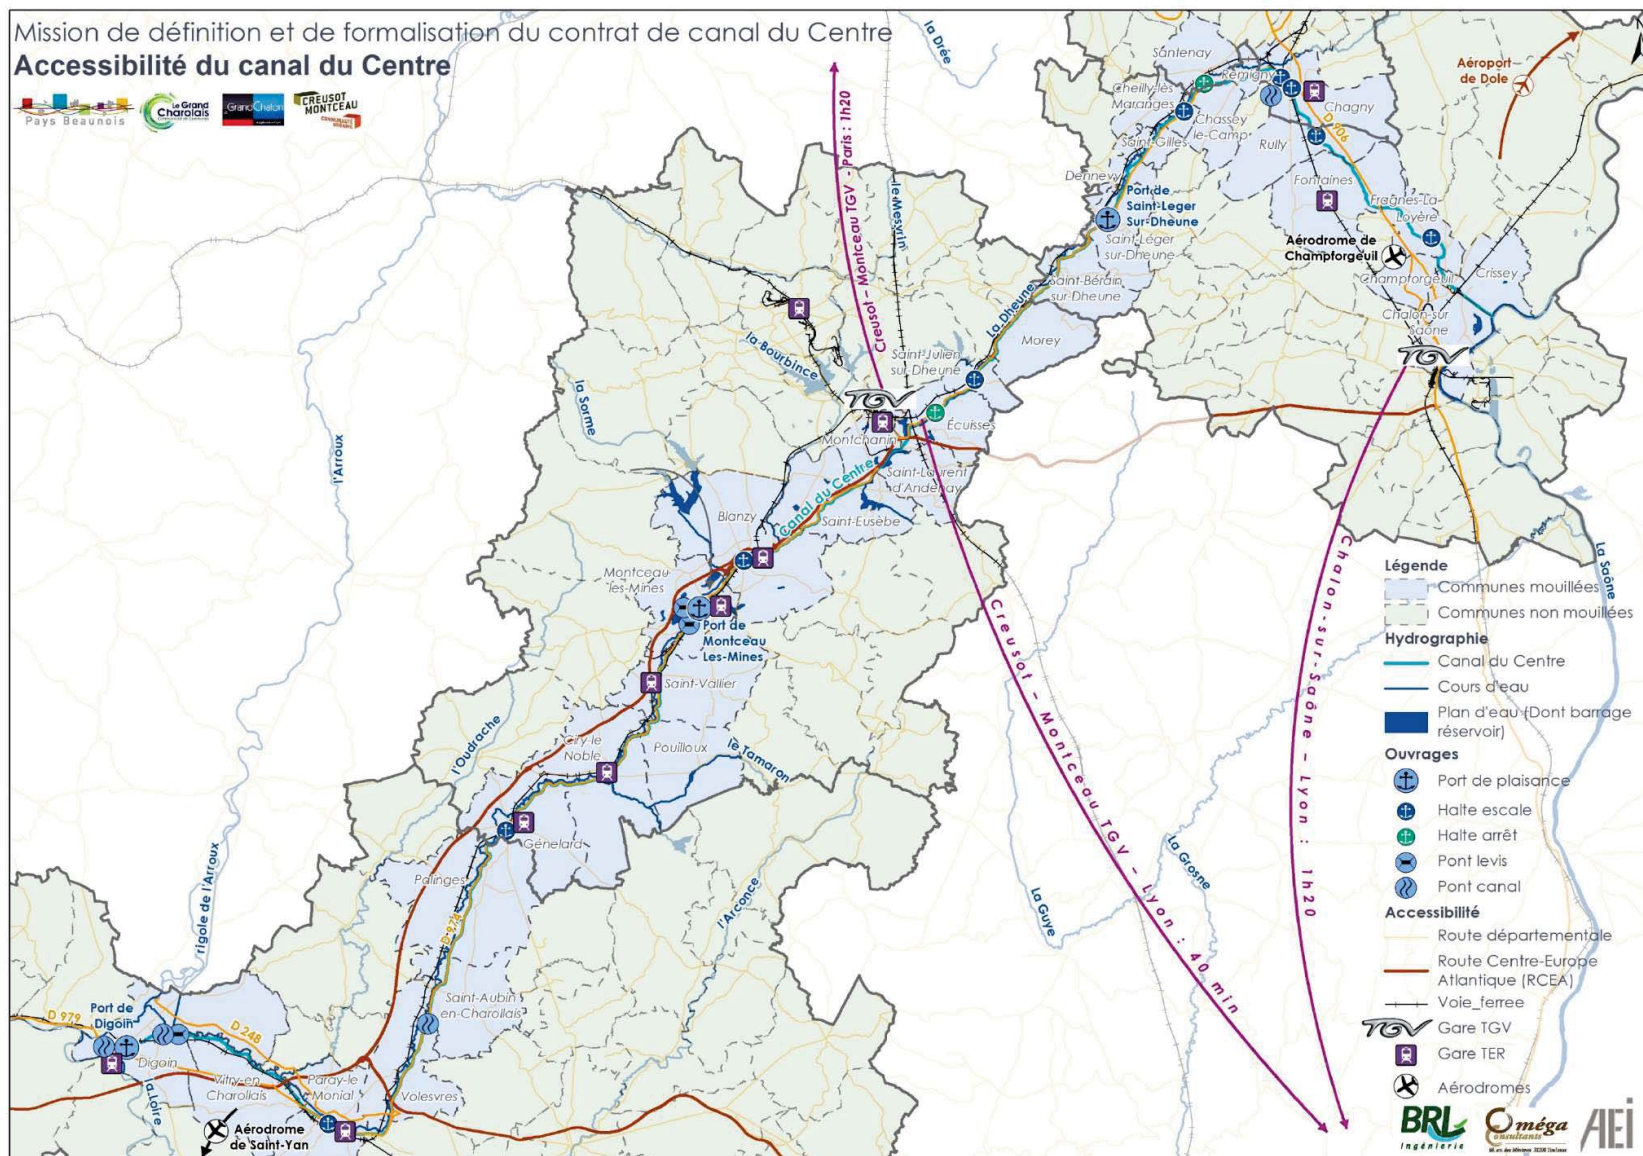 Mission de définition et de formalisation du contrat de canal du Centre
Accessibilité du canal du Centre
Pays Beaunois
Le Grand
Charolais
GrandChalon
CREUSOT
MONTCEAU
COMMUNAUTÉ
URBAINE
la Drée
Santenay
Remigny
Cheilly-lès
Maranges
Chassey
le-Camp
Saint-Gilles
Chagny
D 906
Rully
Aéroport
de Dole
Dennevy
Port de
Saint-Leger
Sur-Dheune
Saint-Léger
sur-Dheune
Fontaines
Fragnes-La-
Loyère
Aérodrome de
Champforgeuil
Champforgeuil
Crissey
Chalon-sur
Saône
TGV
Saint-Bérain
sur-Dheune
Creusot – Montceau TGV - Paris : 1h20
le-Mesvrin
la-Bourbince
la-Dheune
Morey
Saint-Julien
sur-Dheune
TGV
Écuisses
Montchanin
la Sorme
l'Arroux
Saint-Laurent
d'Andenay
Canal du Centre
Blanzy
Saint-Eusèbe
Montceau
les-Mines
Port de
Montceau
Les-Mines
Saint-Vallier
Creusot – Montceau TGV – Lyon : 40 min
Chalon-sur-Saône – Lyon : 1h20
La Saône
l'Oudrache
Ciry-le
Noble
Pouilloux
le Tamaron
Génelard
Palinges
rigole de l'Arroux
l'Arconce
La Guye
La Grosne
D 974
Saint-Aubin
en-Charollais
Port de
Digoin
D 979
D 248
Digoin
la Loire
Vitry-en
Charollais
Paray-le
Monial
Volesvres
Aérodrome
de Saint-Yan
Légende
Communes mouillées
Communes non mouillées
Hydrographie
Canal du Centre
Cours d'eau
Plan d'eau (Dont barrage
réservoir)
Ouvrages
Port de plaisance
Halte escale
Halte arrêt
Pont levis
Pont canal
Accessibilité
Route départementale
Route Centre-Europe
Atlantique (RCEA)
Voie_ferree
TGV Gare TGV
Gare TER
Aérodromes
BRL
Ingénierie
Oméga
Consultants
AEI